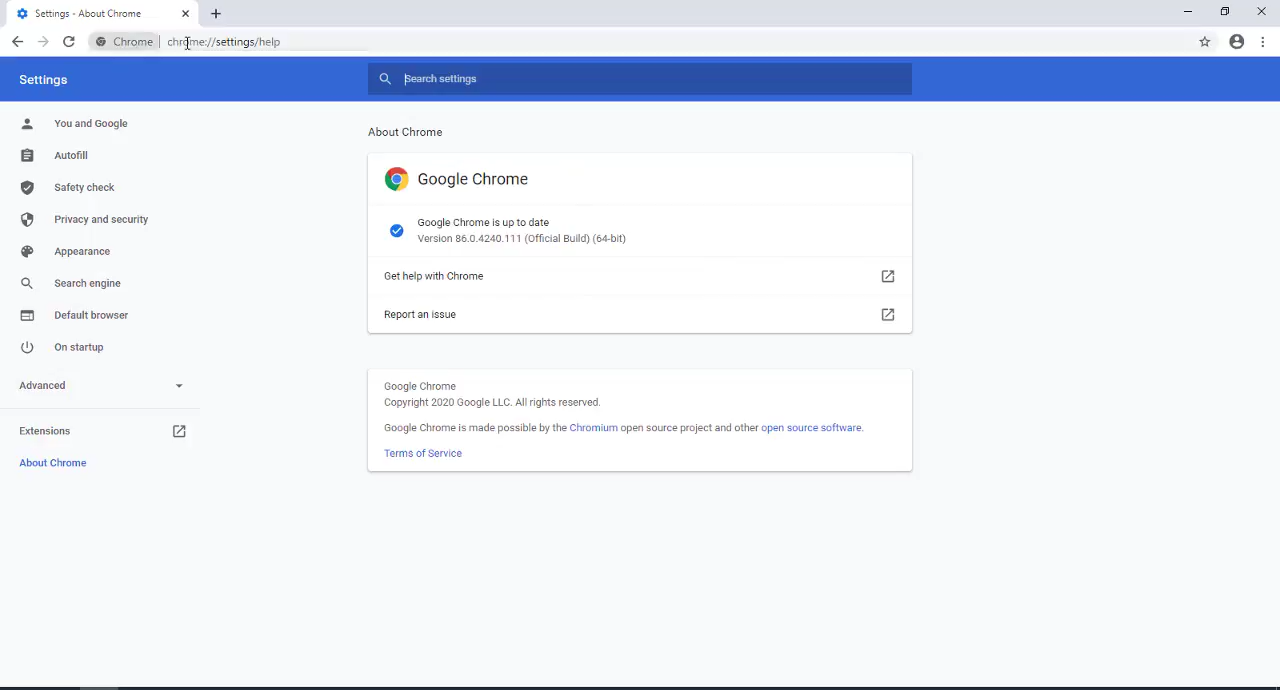 Settings - About Chrome
Chrome | chrome://settings/help
Settings
Search settings
You and Google
Autofill
Safety check
Privacy and security
Appearance
Search engine
Default browser
On startup
Advanced
Extensions
About Chrome
About Chrome
Google Chrome
Google Chrome is up to date
Version 86.0.4240.111 (Official Build) (64-bit)
Get help with Chrome
Report an issue
Google Chrome
Copyright 2020 Google LLC. All rights reserved.
Google Chrome is made possible by the Chromium open source project and other open source software.
Terms of Service